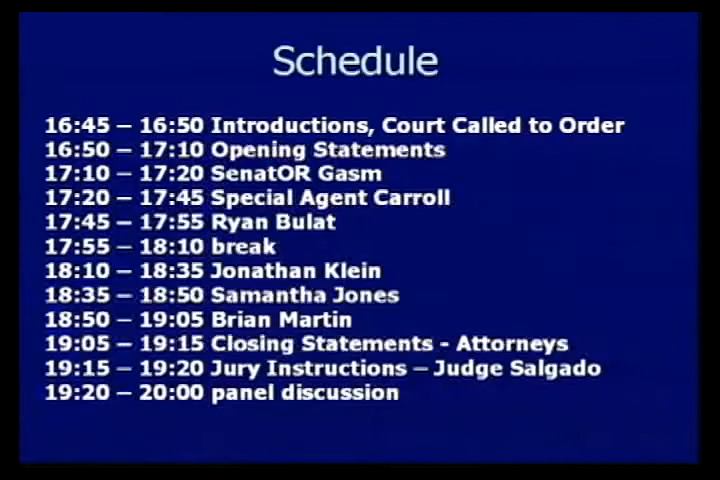 Schedule
16:45 – 16:50 Introductions, Court Called to Order
16:50 – 17:10 Opening Statements
17:10 – 17:20 SenatOR Gasm
17:20 – 17:45 Special Agent Carroll
17:45 – 17:55 Ryan Bulat
17:55 – 18:10 break
18:10 – 18:35 Jonathan Klein
18:35 – 18:50 Samantha Jones
18:50 – 19:05 Brian Martin
19:05 – 19:15 Closing Statements - Attorneys
19:15 – 19:20 Jury Instructions – Judge Salgado
19:20 – 20:00 panel discussion